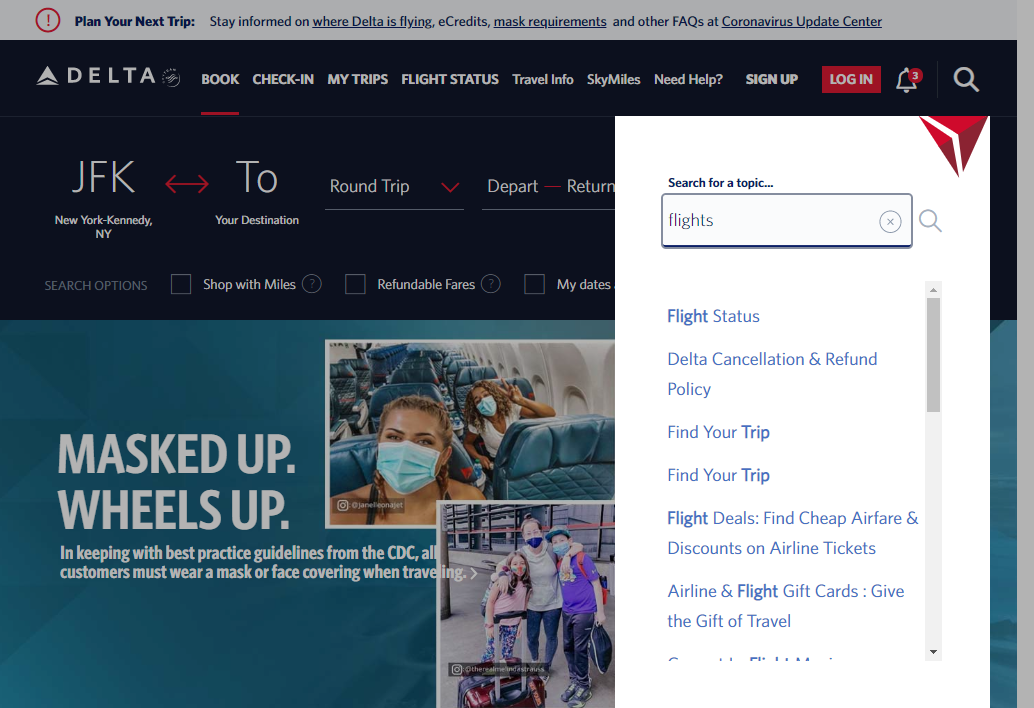 ! Plan Your Next Trip: Stay informed on where Delta is flying, eCredits, mask requirements and other FAQs at Coronavirus Update Center
DELTA BOOK CHECK-IN MY TRIPS FLIGHT STATUS Travel Info SkyMiles Need Help? SIGN UP LOG IN 3
JFK To
Round Trip Depart — Return
New York-Kennedy,
NY
Your Destination
SEARCH OPTIONS Shop with Miles ? Refundable Fares ? My dates
MASKED UP.
WHEELS UP.
In keeping with best practice guidelines from the CDC, all
customers must wear a mask or face covering when traveling.
@janelleonajet
@therealmelindastrauss
Search for a topic...
flights
Flight Status
Delta Cancellation & Refund
Policy
Find Your Trip
Find Your Trip
Flight Deals: Find Cheap Airfare &
Discounts on Airline Tickets
Airline & Flight Gift Cards : Give
the Gift of Travel